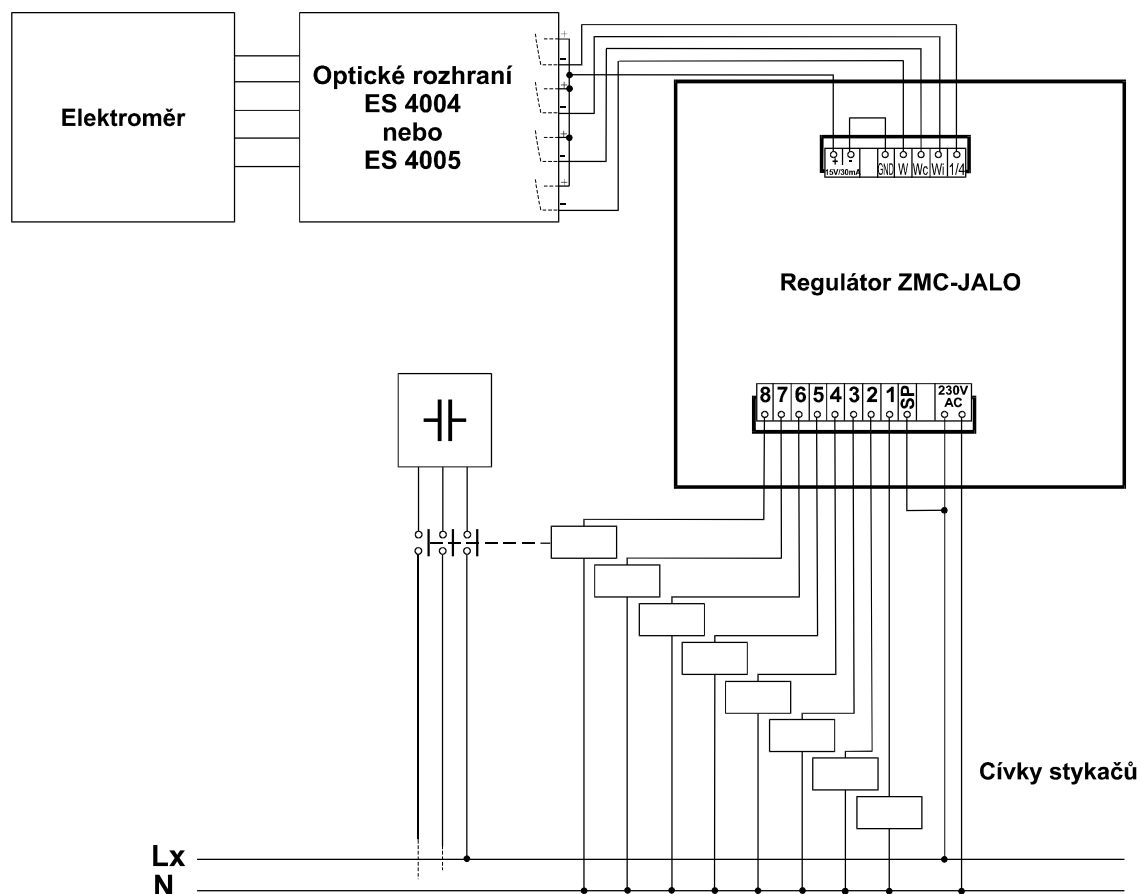 Elektroměr
Optické rozhraní
ES 4004
nebo
ES 4005
+
-
+
-
+
-
+
-
+ -
15V/30mA GND W Wc Wi 1/4
Regulátor ZMC-JALO
8 7 6 5 4 3 2 1 SP 230V
AC
Cívky stykačů
Lx
N